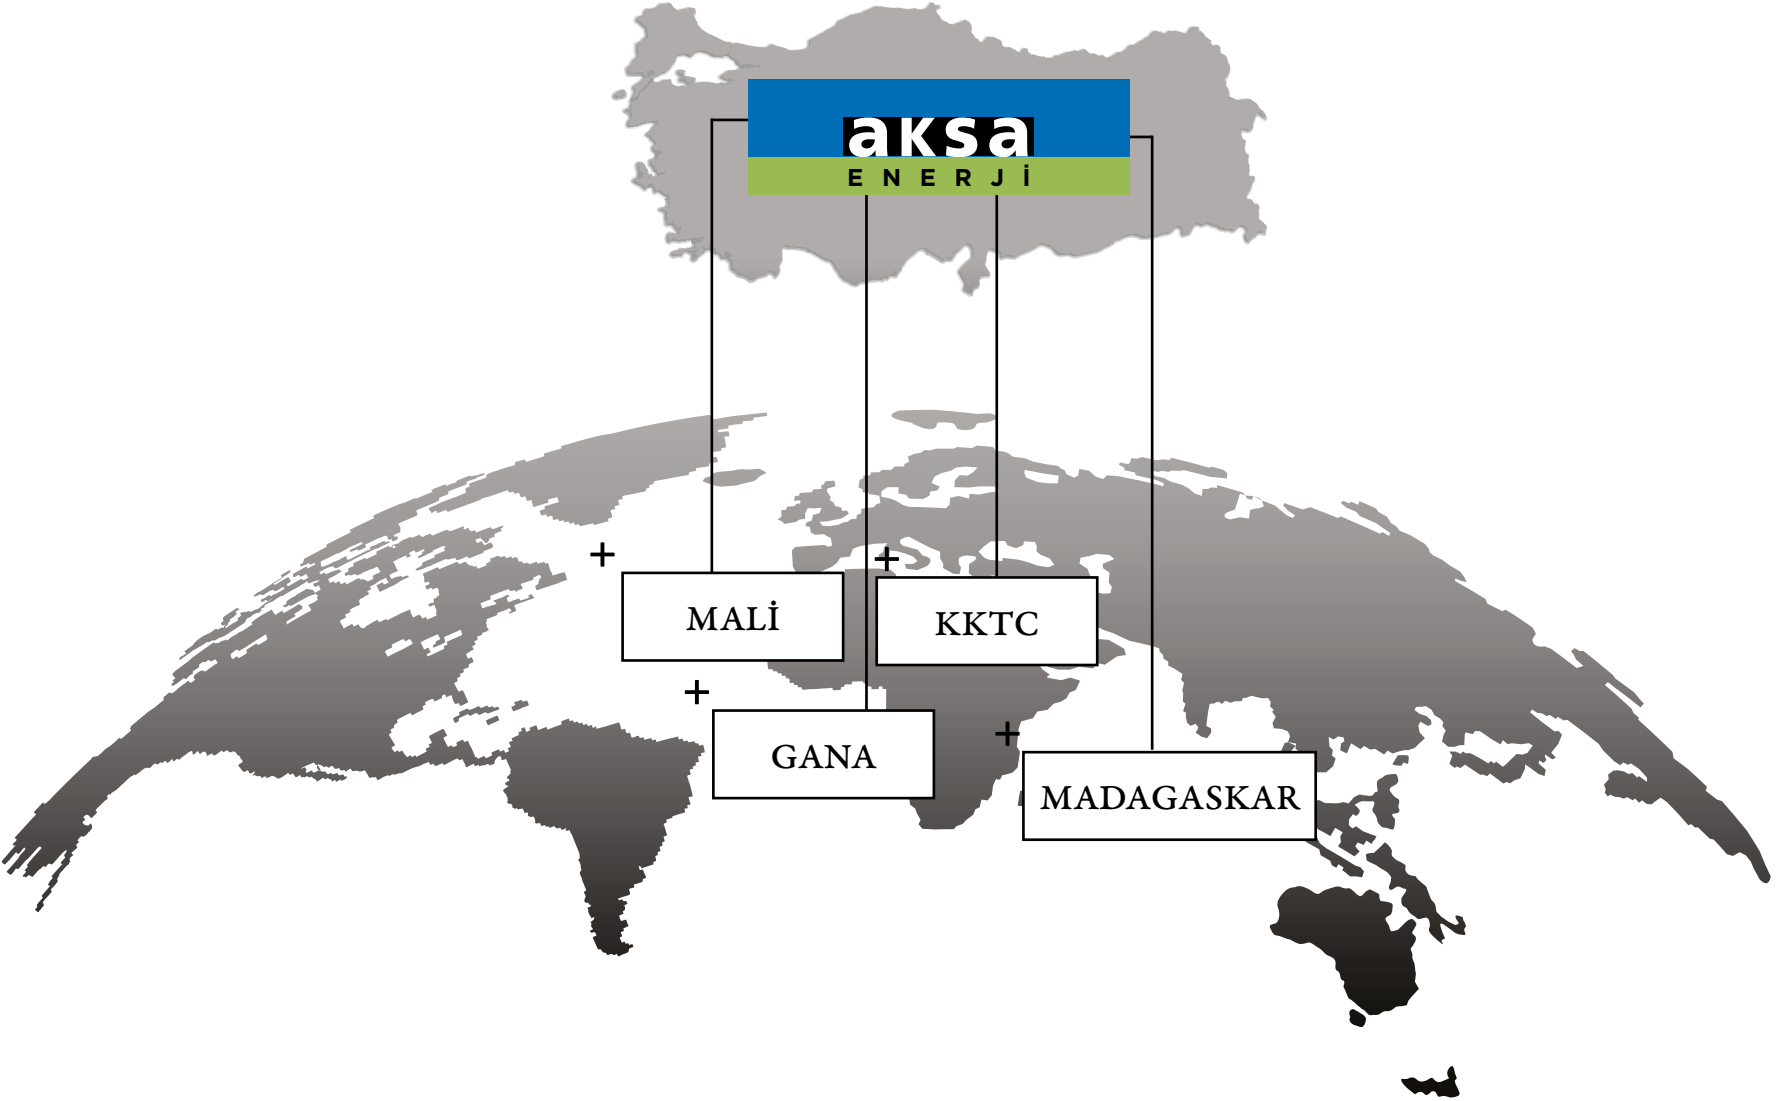 aksa
ENERJİ
+
MALİ
+
KKTC
+
GANA
+
MADAGASKAR